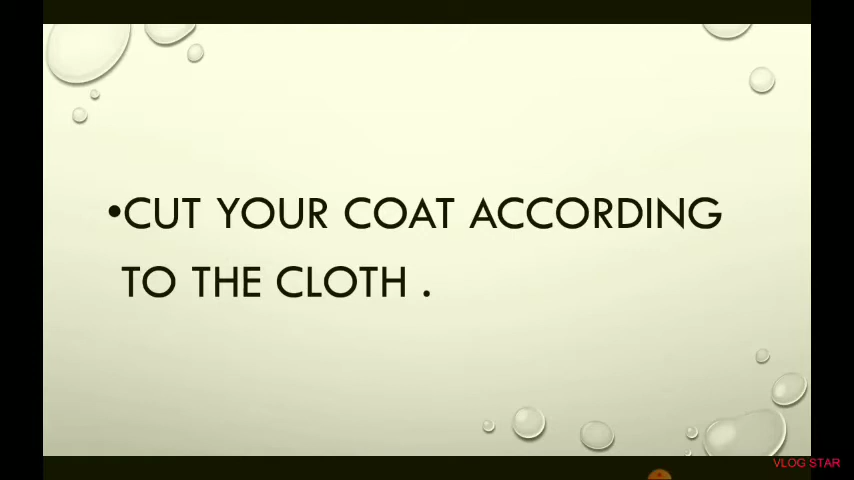 •CUT YOUR COAT ACCORDING
TO THE CLOTH .
VLOG STAR